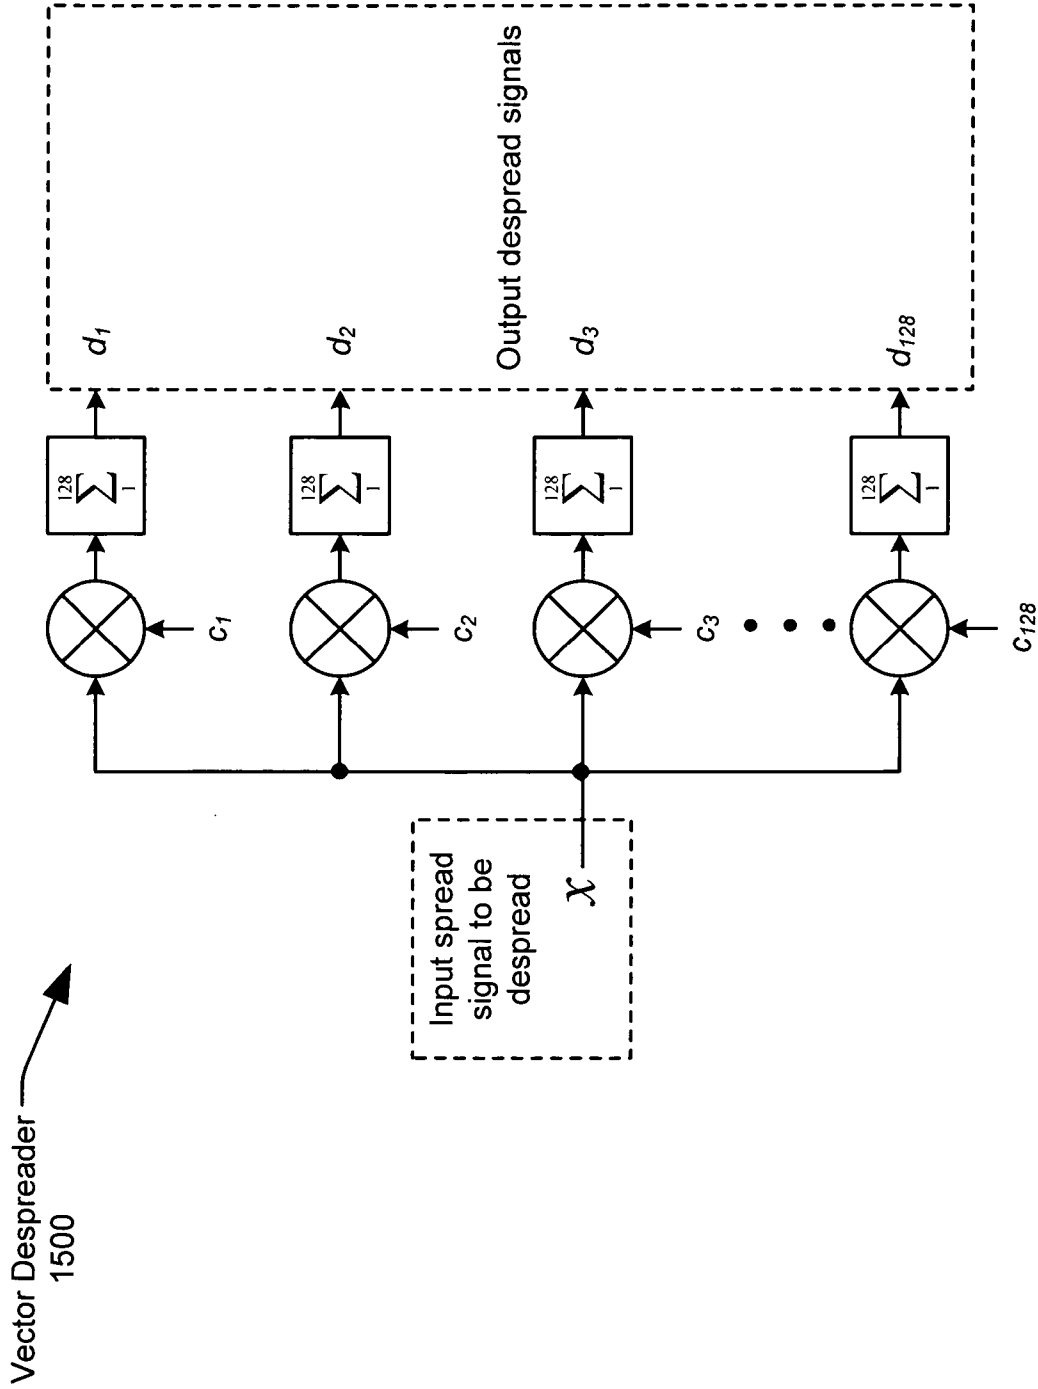 Vector Despreader
1500
Input spread
signal to be
despread
x
c1
c2
c3
c128
128
∑
1
128
∑
1
128
∑
1
128
∑
1
d1
d2
d3
d128
Output despread signals